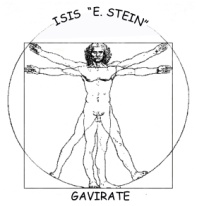 ISIS "E. STEIN"
GAVIRATE